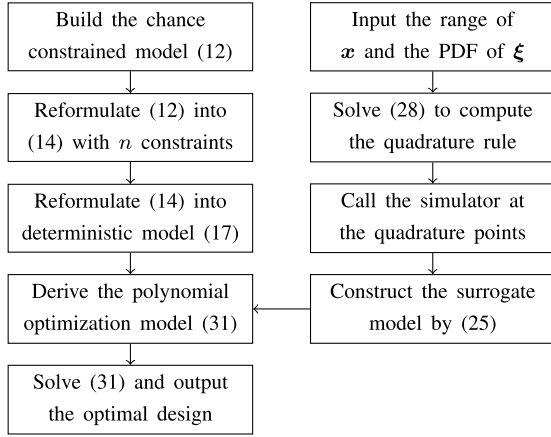 Build the chance
constrained model (12)
Reformulate (12) into
(14) with n constraints
Reformulate (14) into
deterministic model (17)
Derive the polynomial
optimization model (31)
Solve (31) and output
the optimal design
Input the range of
x and the PDF of ξ
Solve (28) to compute
the quadrature rule
Call the simulator at
the quadrature points
Construct the surrogate
model by (25)